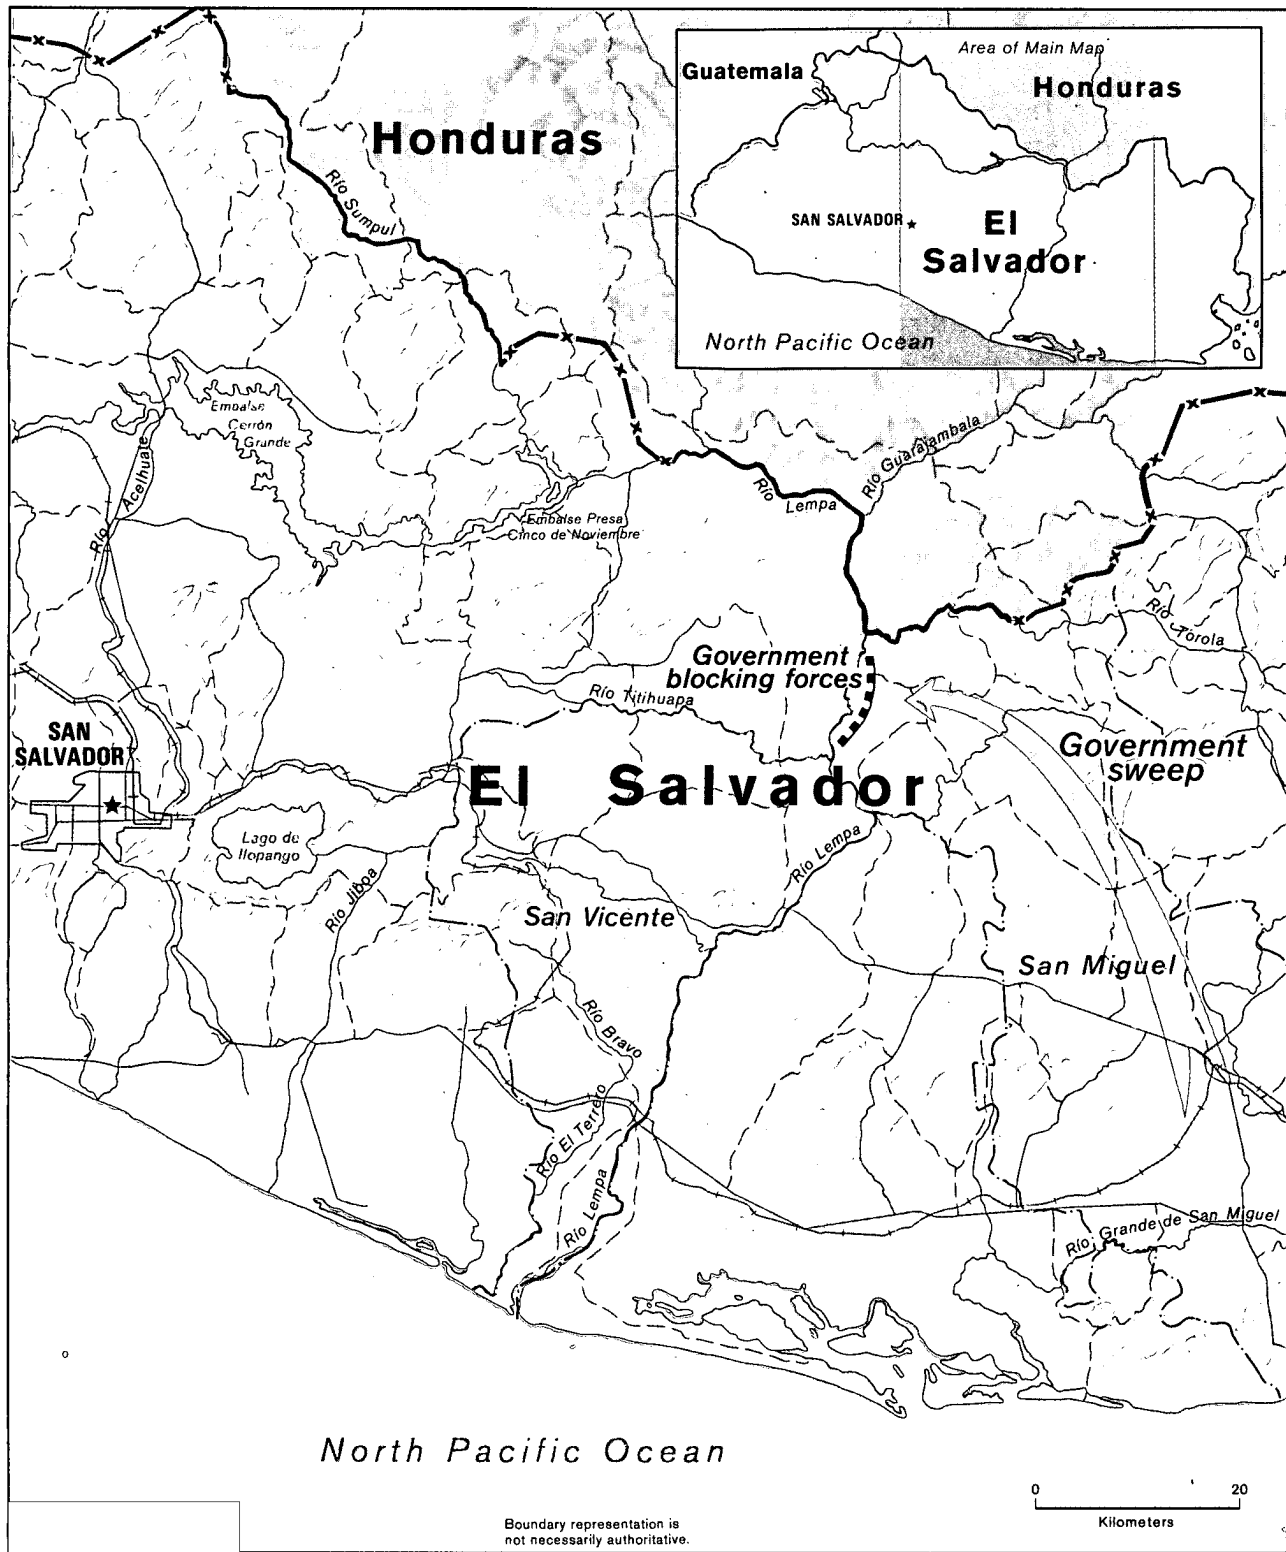 Area of Main Map
Guatemala
Honduras
SAN SALVADOR
El
Salvador
North Pacific Ocean
Honduras
Río Sumpul
Embalse
Cerrón
Grande
Río Acelhuate
Río Guarajambala
Río
Lempa
Embalse Presa
Cinco de Noviembre
Río Torola
Government
blocking forces
Río Titihuapa
SAN
SALVADOR
Government
sweep
El Salvador
Lago de
Ilopango
Río Lempa
Río Jiboa
San Vicente
San Miguel
Río Bravo
Río El Terrero
Río Lempa
Río Grande de San Miguel
North Pacific Ocean
0 20
Kilometers
Boundary representation is
not necessarily authoritative.